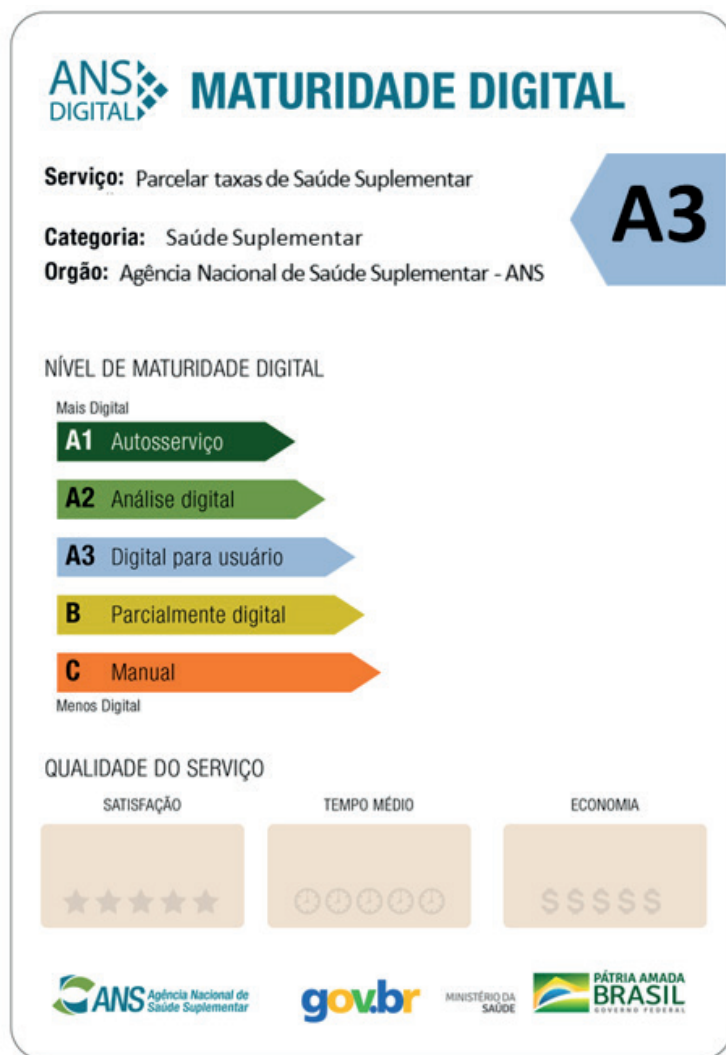 ANS
DIGITAL
MATURIDADE DIGITAL
Serviço: Parcelar taxas de Saúde Suplementar
A3
Categoria: Saúde Suplementar
Orgão: Agência Nacional de Saúde Suplementar - ANS
NÍVEL DE MATURIDADE DIGITAL
Mais Digital
A1 Autosserviço
A2 Análise digital
A3 Digital para usuário
B Parcialmente digital
C Manual
Menos Digital
QUALIDADE DO SERVIÇO
SATISFAÇÃO TEMPO MÉDIO ECONOMIA
$$$$$
ANS Agência Nacional de
Saúde Suplementar
gov.br
MINISTÉRIO DA
SAÚDE
PÁTRIA AMADA
BRASIL
GOVERNO FEDERAL